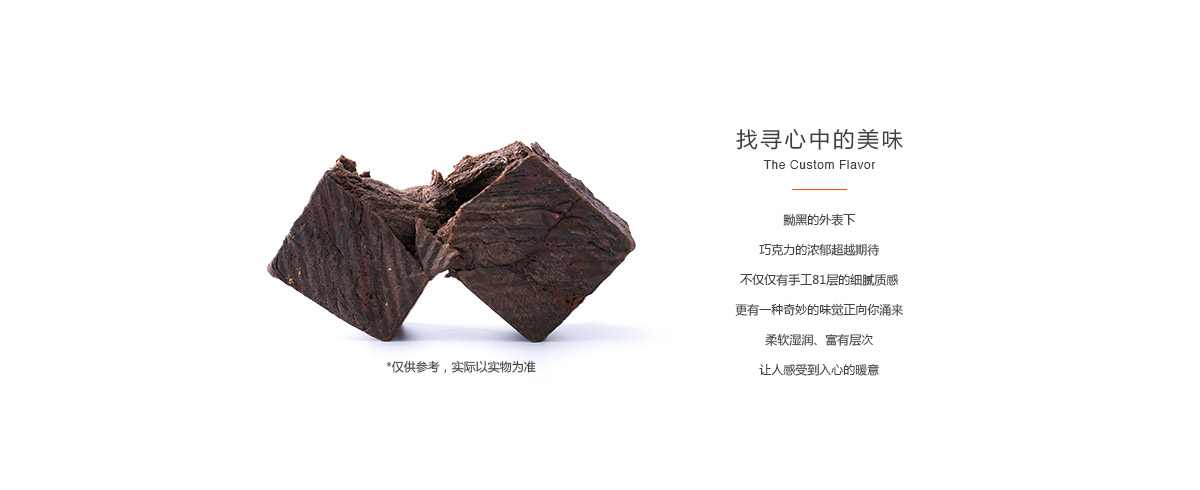 找寻心中的美味
The Custom Flavor
黝黑的外表下
巧克力的浓郁超越期待
不仅仅有手工81层的细腻质感
更有一种奇妙的味觉正向你涌来
柔软湿润、富有层次
让人感受到入心的暖意
*仅供参考，实际以实物为准